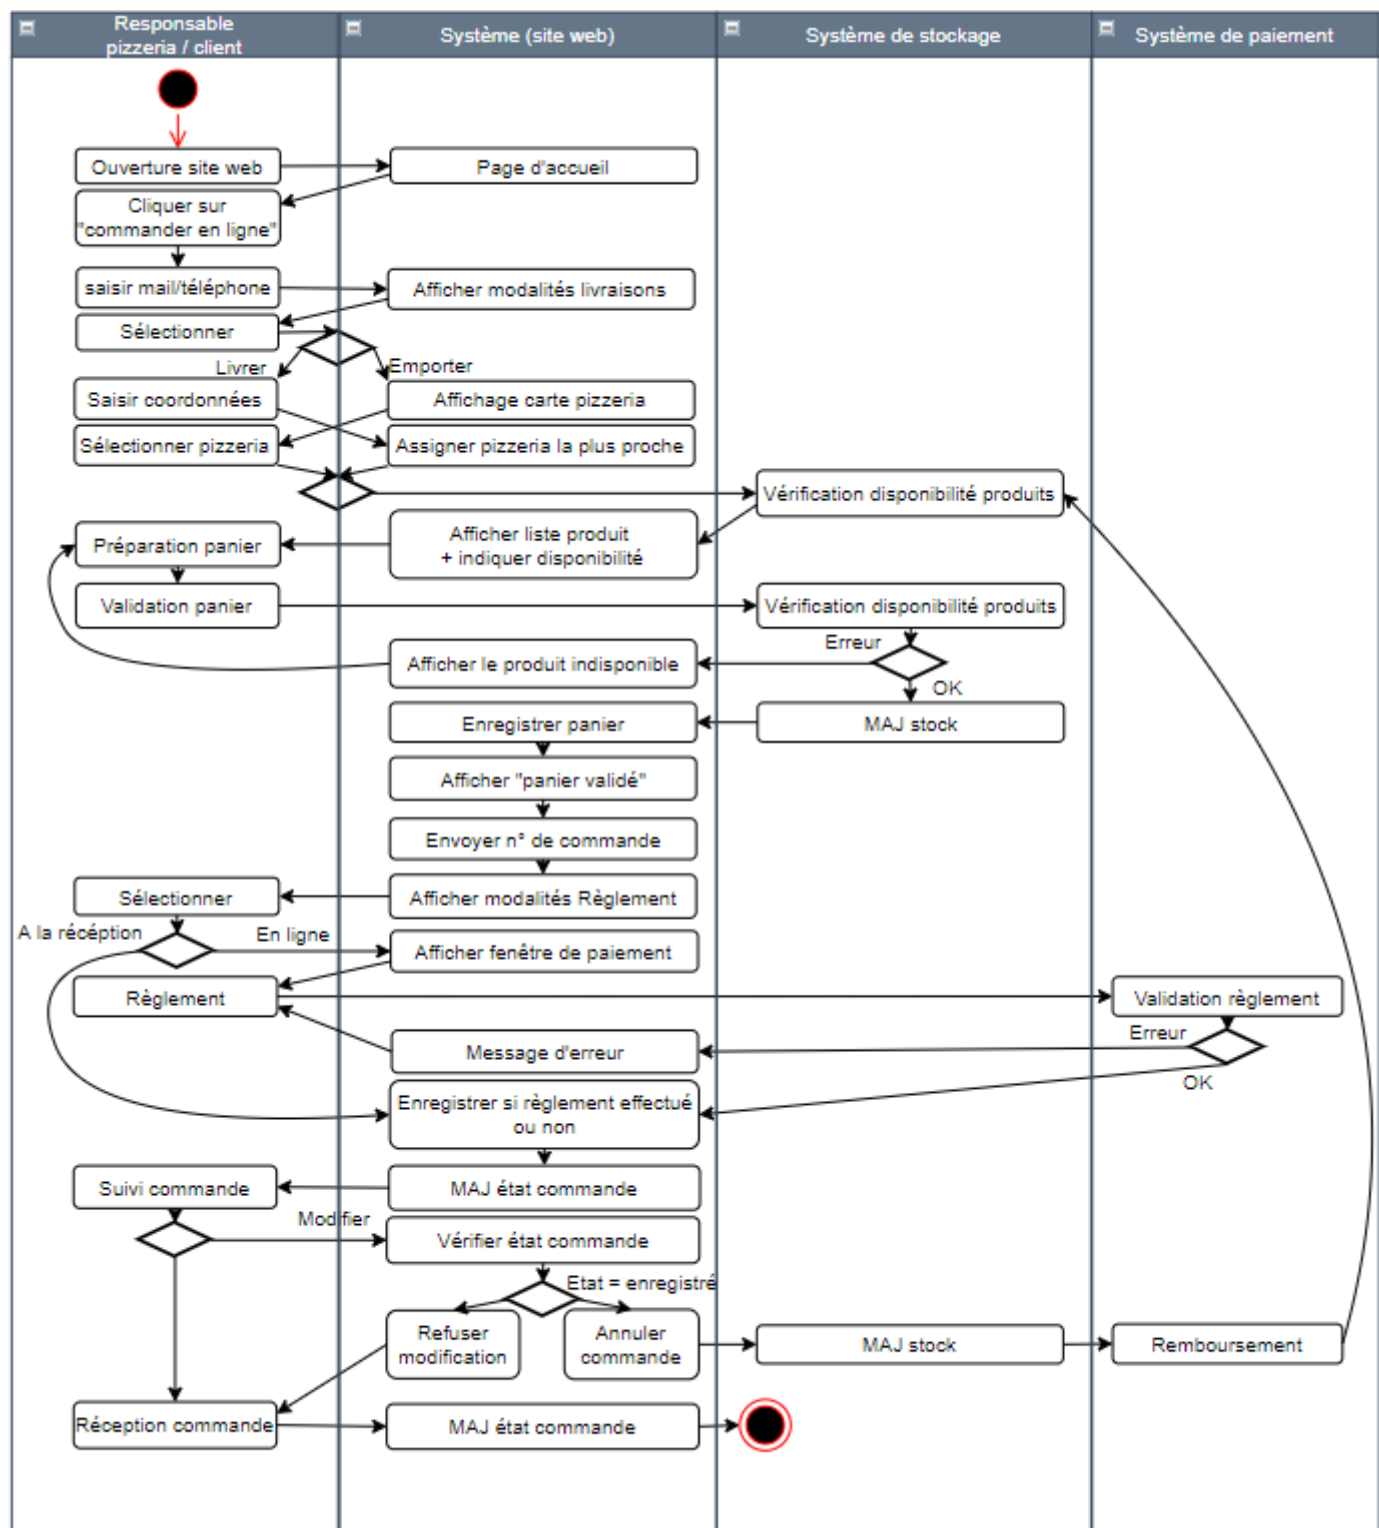 Responsable
pizzeria / client
Système (site web)
Système de stockage
Système de paiement
Ouverture site web
Page d'accueil
Cliquer sur
"commander en ligne"
saisir mail/téléphone
Afficher modalités livraisons
Sélectionner
Livrer
Emporter
Saisir coordonnées
Affichage carte pizzeria
Sélectionner pizzeria
Assigner pizzeria la plus proche
Vérification disponibilité produits
Afficher liste produit
+ indiquer disponibilité
Préparation panier
Validation panier
Vérification disponibilité produits
Erreur
Afficher le produit indisponible
OK
Enregistrer panier
MAJ stock
Afficher "panier validé"
Envoyer n° de commande
Sélectionner
Afficher modalités Règlement
A la récéption
En ligne
Afficher fenêtre de paiement
Règlement
Validation règlement
Erreur
Message d'erreur
OK
Enregistrer si règlement effectué
ou non
Suivi commande
MAJ état commande
Modifier
Vérifier état commande
Etat = enregistré
Refuser
modification
Annuler
commande
MAJ stock
Remboursement
Réception commande
MAJ état commande